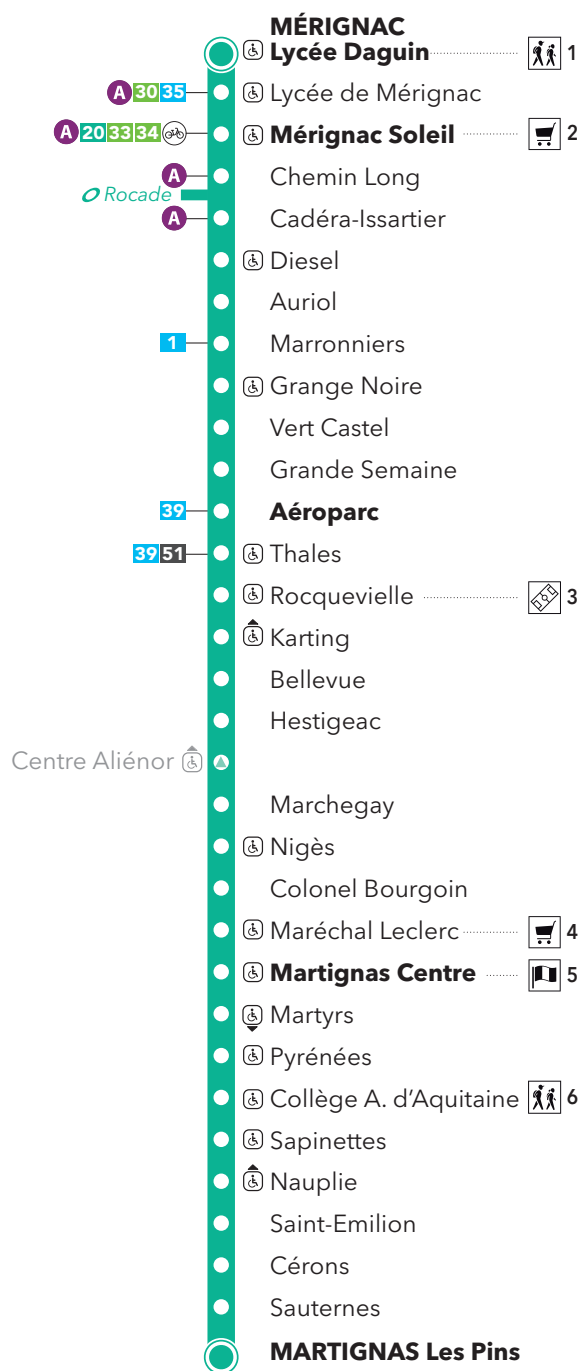 MÉRIGNAC
Lycée Daguin 1
A 30 35 Lycée de Mérignac
A 20 33 34 Mérignac Soleil 2
A Chemin Long
Rocade
A Cadéra-Issartier
Diesel
Auriol
1 Marronniers
Grange Noire
Vert Castel
Grande Semaine
39 Aéroparc
39 51 Thales
Rocquevielle 3
Karting
Bellevue
Hestigeac
Centre Aliénor
Marchegay
Nigès
Colonel Bourgoin
Maréchal Leclerc 4
Martignas Centre 5
Martyrs
Pyrénées
Collège A. d’Aquitaine 6
Sapinettes
Nauplie
Saint-Emilion
Cérons
Sauternes
MARTIGNAS Les Pins